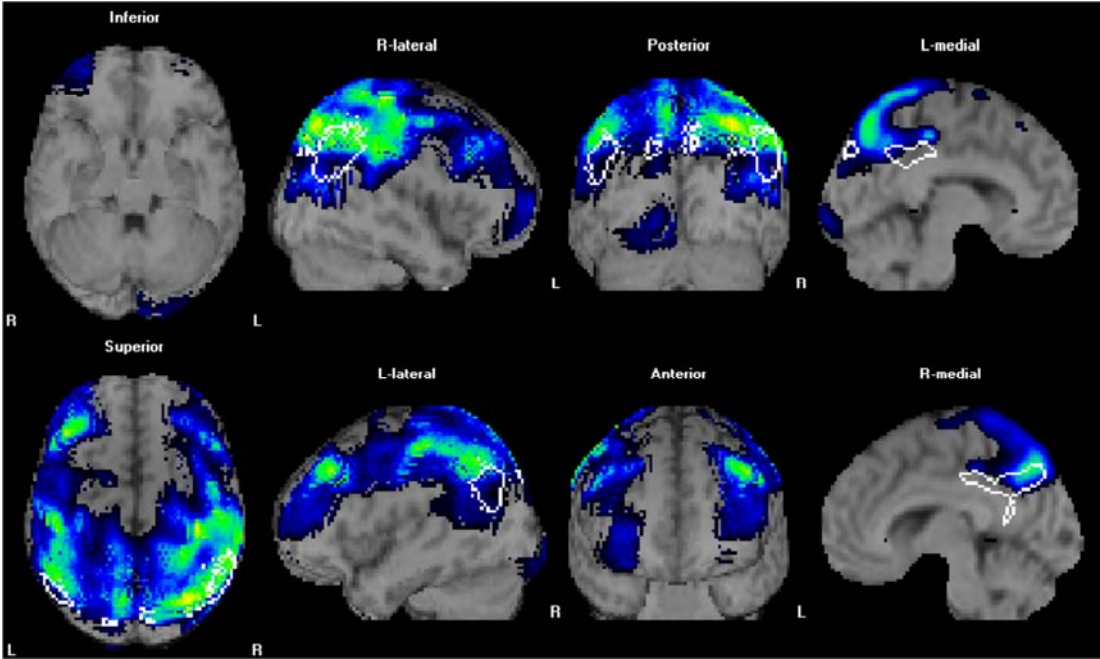 Inferior
R-lateral
Posterior
L-medial
R
L
L
R
Superior
L-lateral
Anterior
R-medial
L
R
R
L